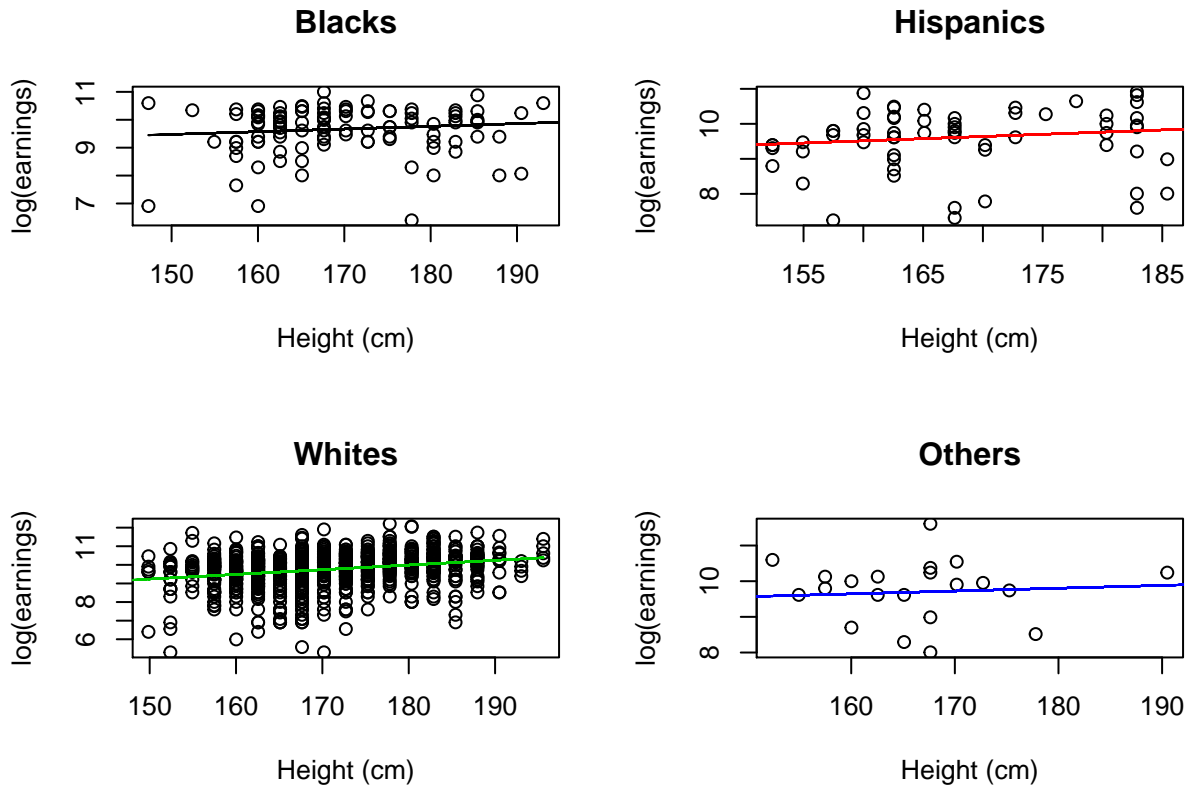 Blacks
log(earnings)
7 9 11
150 160 170 180 190
Height (cm)
Hispanics
log(earnings)
8 10
155 165 175 185
Height (cm)
Whites
log(earnings)
6 8 11
150 160 170 180 190
Height (cm)
Others
log(earnings)
8 10
160 170 180 190
Height (cm)